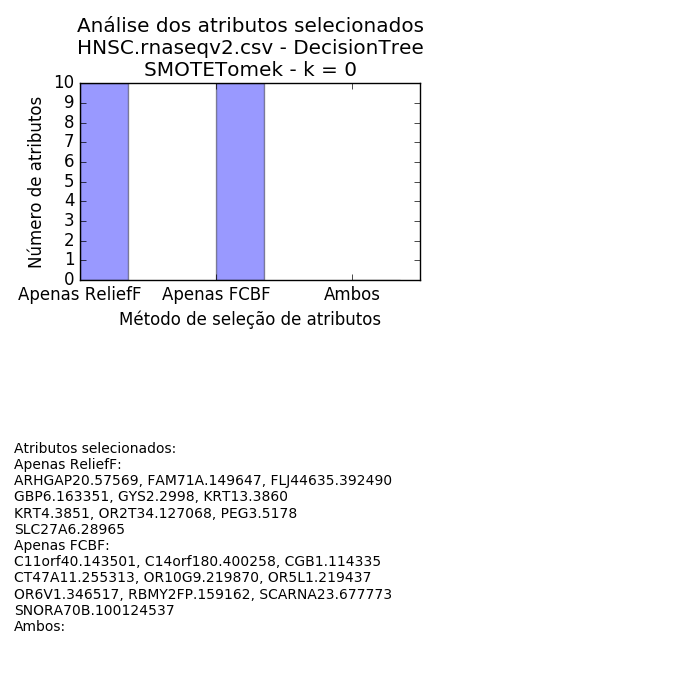 Análise dos atributos selecionados
HNSC.rnaseqv2.csv - DecisionTree
SMOTETomek - k = 0
10
9
8
7
6
5
4
3
2
1
0
Número de atributos
Apenas ReliefF
Apenas FCBF
Ambos
Método de seleção de atributos
Atributos selecionados:
Apenas ReliefF:
ARHGAP20.57569, FAM71A.149647, FLJ44635.392490
GBP6.163351, GYS2.2998, KRT13.3860
KRT4.3851, OR2T34.127068, PEG3.5178
SLC27A6.28965
Apenas FCBF:
C11orf40.143501, C14orf180.400258, CGB1.114335
CT47A11.255313, OR10G9.219870, OR5L1.219437
OR6V1.346517, RBMY2FP.159162, SCARNA23.677773
SNORA70B.100124537
Ambos: